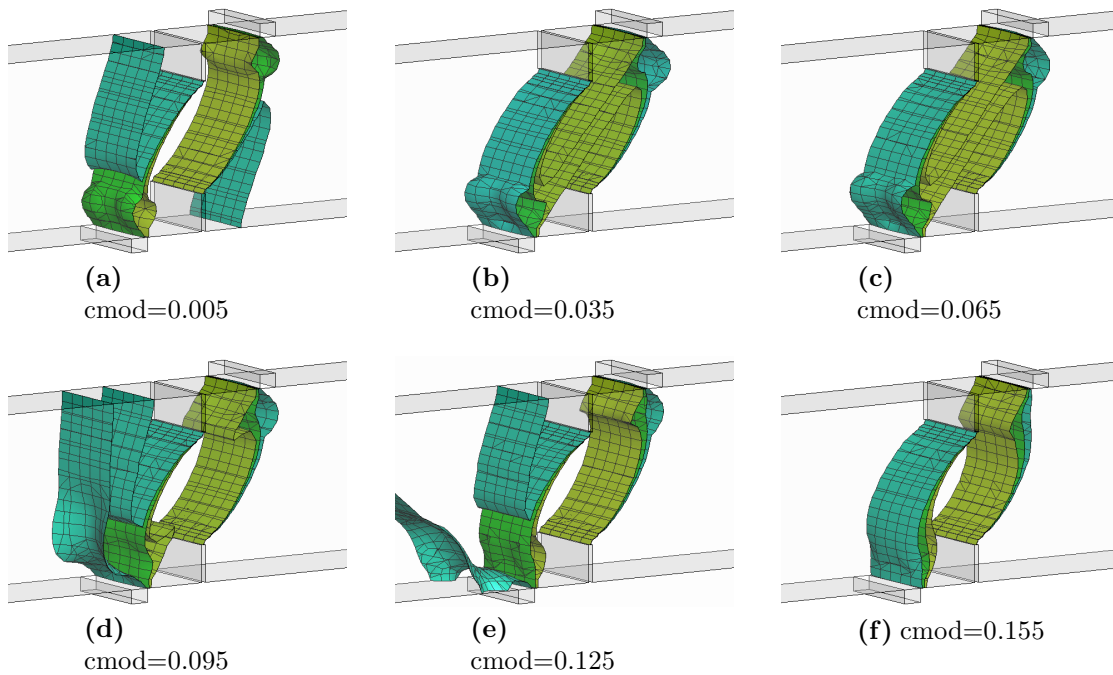 (a)
cmod=0.005
(b)
cmod=0.035
(c)
cmod=0.065
(d)
cmod=0.095
(e)
cmod=0.125
(f) cmod=0.155